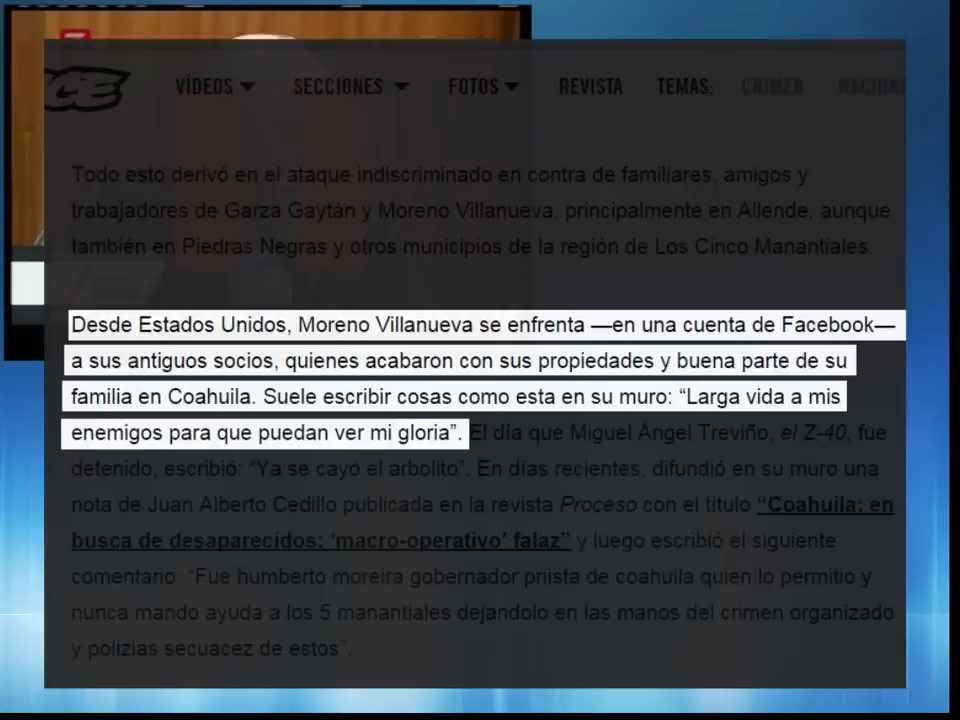 VÍDEOS SECCIONES FOTOS REVISTA TEMAS: CRIMEN
Todo esto derivó en el ataque indiscriminado en contra de familiares, amigos y
trabajadores de Garza Gaytán y Moreno Villanueva, principalmente en Allende, aunque
también en Piedras Negras y otros municipios de la región de Los Cinco Manantiales.
Desde Estados Unidos, Moreno Villanueva se enfrenta —en una cuenta de Facebook—
a sus antiguos socios, quienes acabaron con sus propiedades y buena parte de su
familia en Coahuila. Suele escribir cosas como esta en su muro: “Larga vida a mis
enemigos para que puedan ver mi gloria”. El día que Miguel Ángel Treviño, el Z-40, fue
detenido, escribió: “Ya se cayó el arbolito”. En días recientes, difundió en su muro una
nota de Juan Alberto Cedillo publicada en la revista Proceso con el título “Coahuila: en
busca de desaparecidos: ‘macro-operativo’ falaz” y luego escribió el siguiente
comentario: “Fue humberto moreira gobernador priista de coahuila quien lo permitio y
nunca mando ayuda a los 5 manantiales dejandolo en las manos del crimen organizado
y polizias secuacez de estos”.